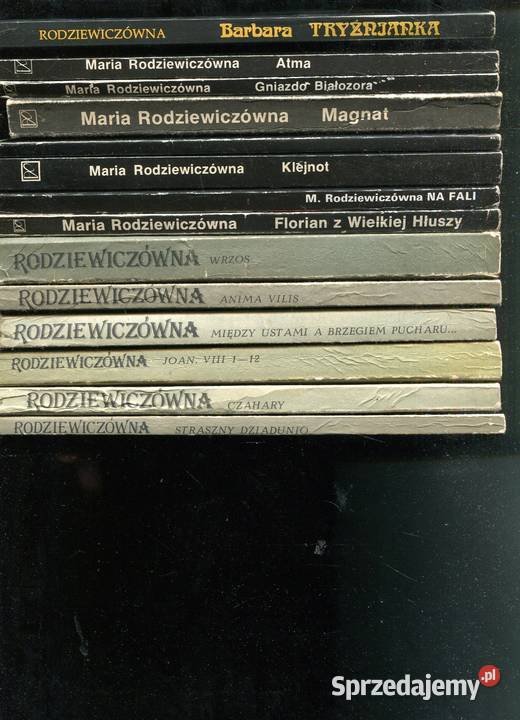 RODZIEWICZÓWNA Barbara TRYŹNIANKA
Maria Rodziewiczówna Atma
Maria Rodziewiczówna Gniazdo Białozora
Maria Rodziewiczówna Magnat
Maria Rodziewiczówna Klejnot
M. Rodziewiczówna NA FALI
Maria Rodziewiczówna Florian z Wielkiej Hłuszy
RODZIEWICZÓWNA WRZOS
RODZIEWICZÓWNA ANIMA VILIS
RODZIEWICZÓWNA MIĘDZY USTAMI A BRZEGIEM PUCHARU...
RODZIEWICZÓWNA JOAN. VIII 1—12
RODZIEWICZÓWNA CZAHARY
RODZIEWICZÓWNA STRASZNY DZIADUNIO
Sprzedajemy.pl